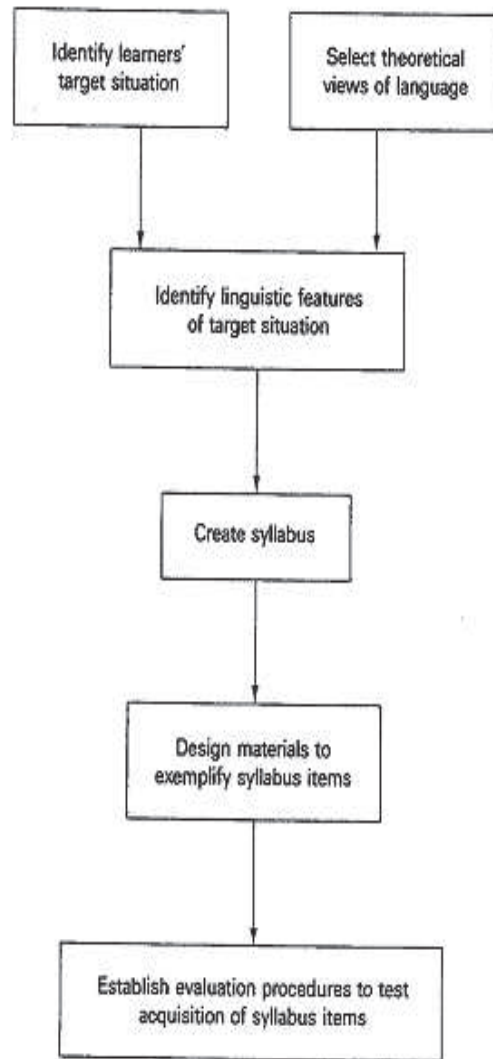 Identify learners'
target situation
Select theoretical
views of language
Identify linguistic features
of target situation
Create syllabus
Design materials to
exemplify syllabus items
Establish evaluation procedures to test
acquisition of syllabus items